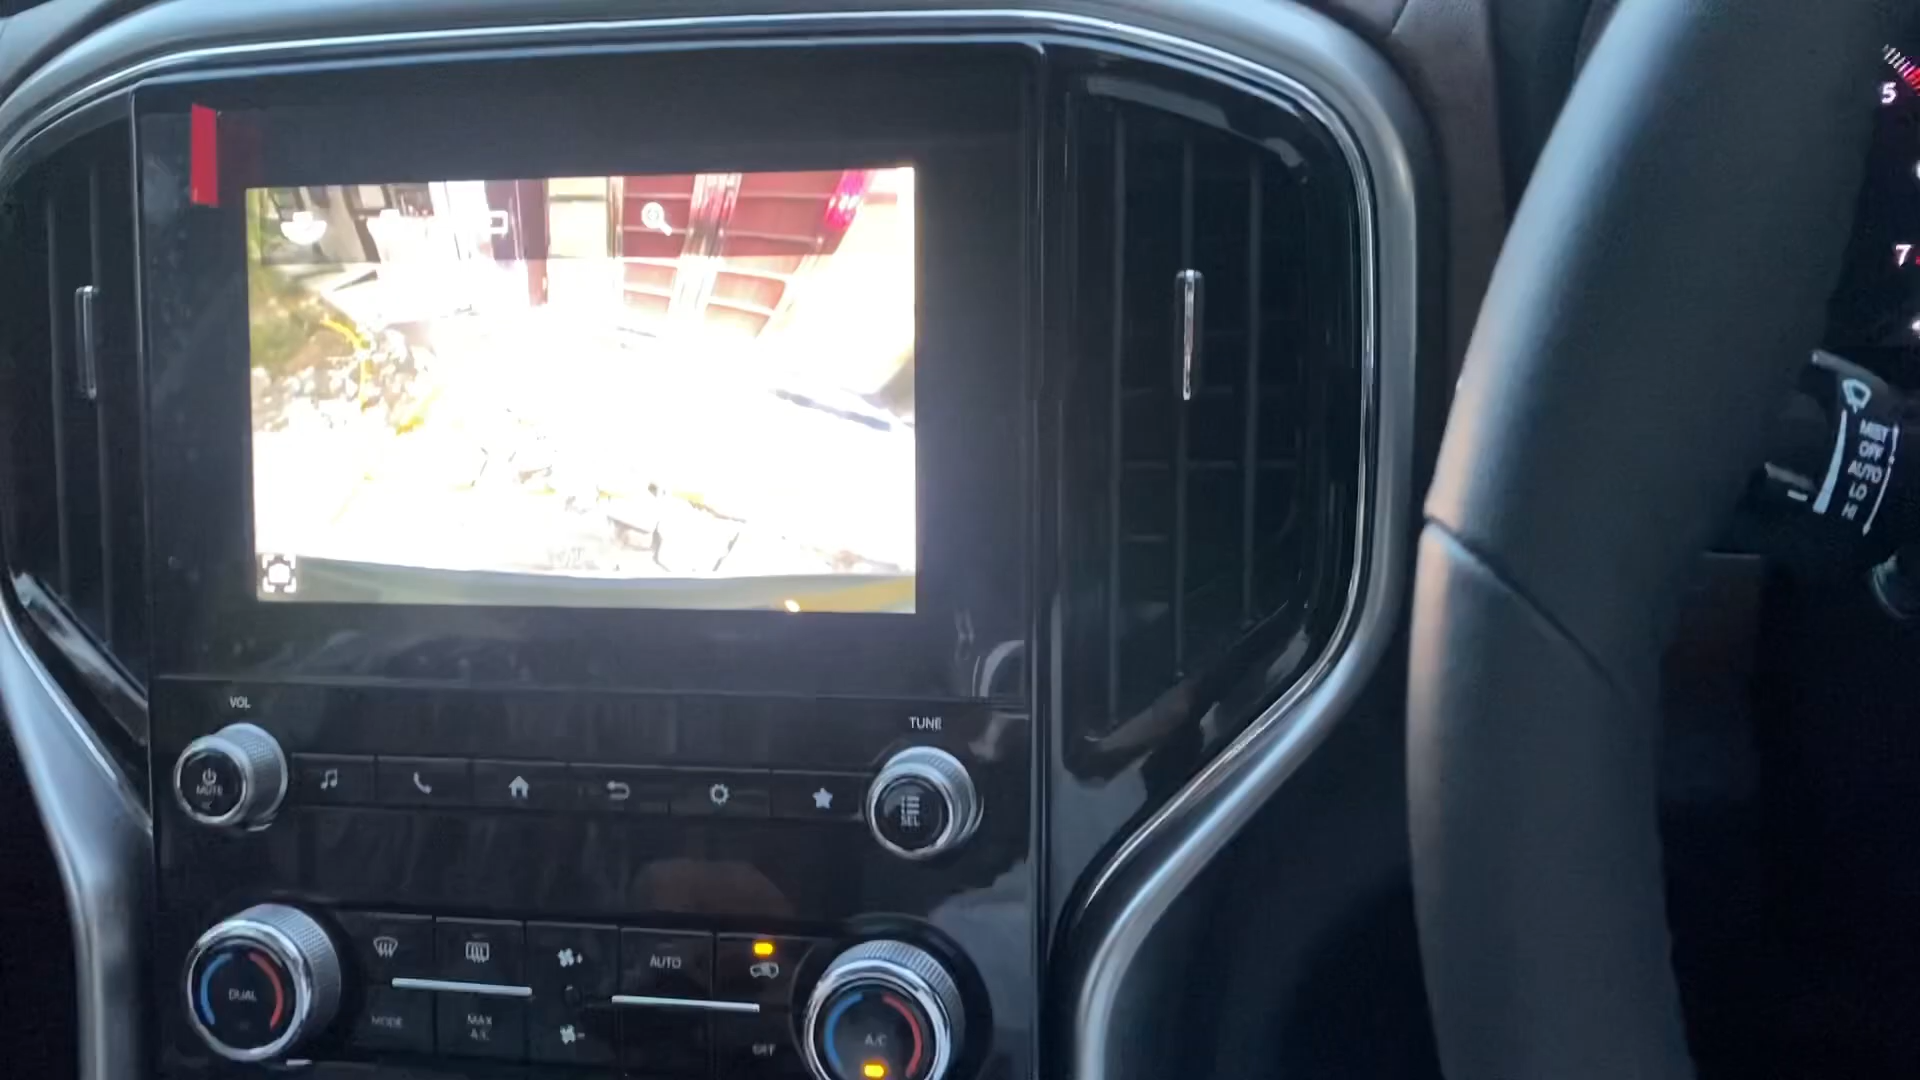 5
7
MIST
OFF
AUTO
LO
HI
VOL
TUNE
MUTE
SEL
DUAL
AUTO
MODE
MAX
A/C
OFF
A/C